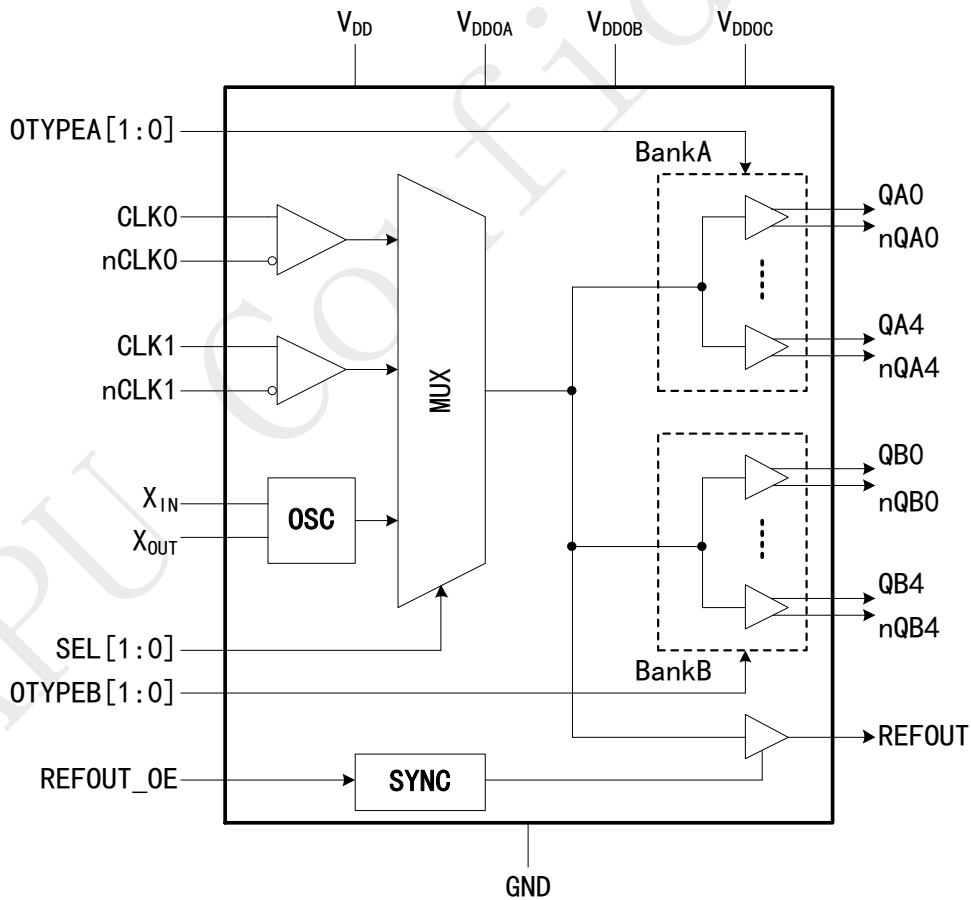 VDD VDDOA VDDOB VDDOC
OTYPEA[1:0]
BankA
CLK0
nCLK0
QA0
nQA0
CLK1
nCLK1
QA4
nQA4
MUX
XIN
XOUT
OSC
QB0
nQB0
QB4
nQB4
SEL[1:0]
BankB
OTYPEB[1:0]
REFOUT
REFOUT_OE
SYNC
GND